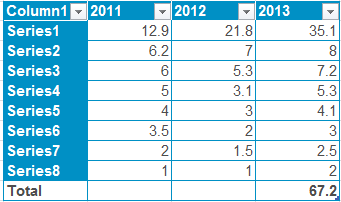 Column1 2011 2012 2013
Series1 12.9 21.8 35.1
Series2 6.2 7 8
Series3 6 5.3 7.2
Series4 5 3.1 5.3
Series5 4 3 4.1
Series6 3.5 2 3
Series7 2 1.5 2.5
Series8 1 1 2
Total 67.2